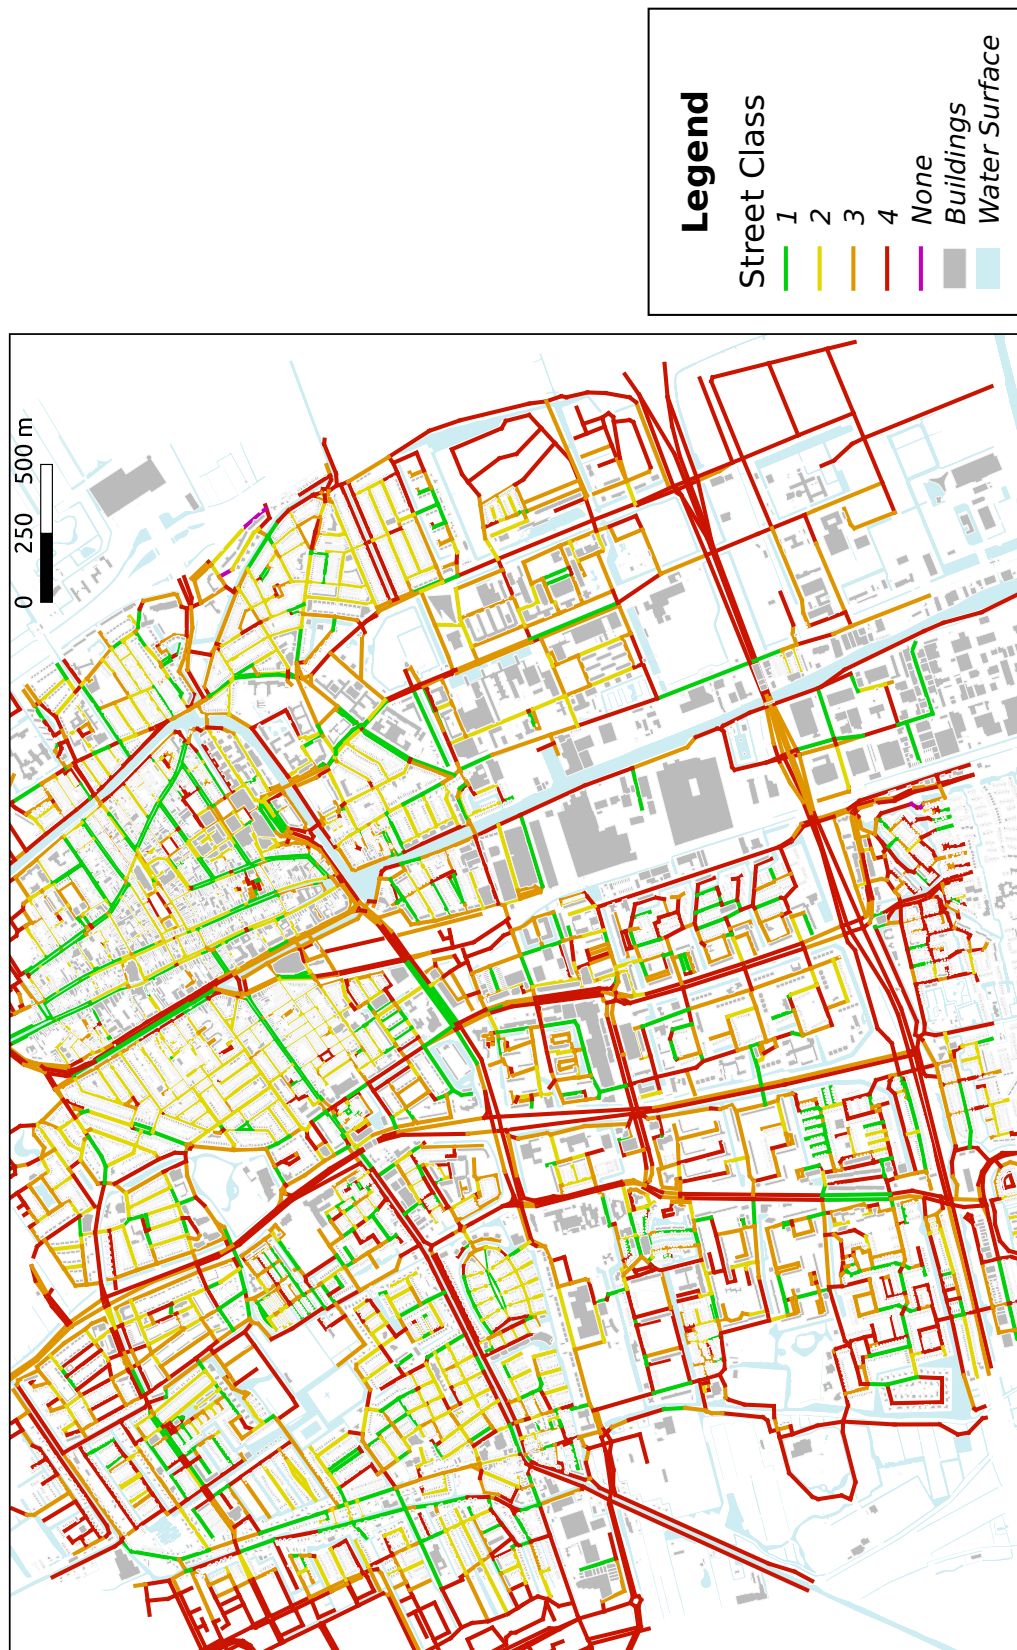 Legend
Street Class
1
2
3
4
None
Buildings
Water Surface
0 250 500 m